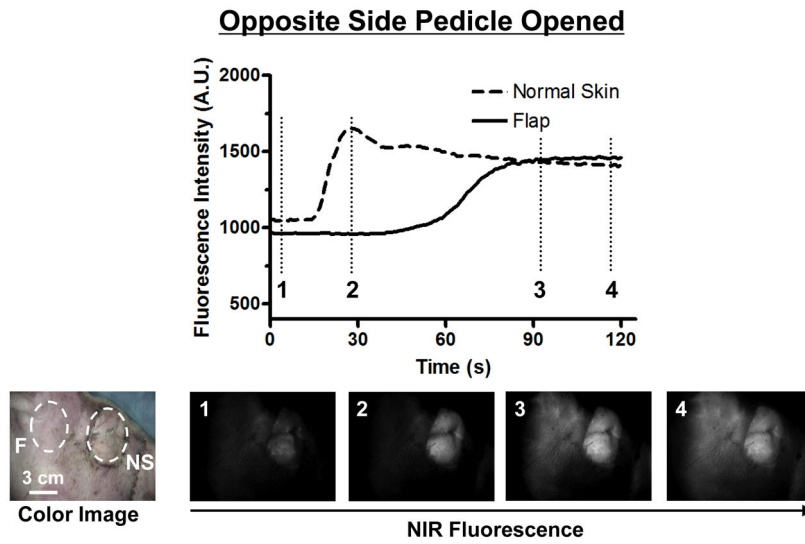 Opposite Side Pedicle Opened
Fluorescence Intensity (A.U.)
2000
1500
1000
500
Normal Skin
Flap
1
2
3
4
0
30
60
90
120
Time (s)
F
NS
3 cm
Color Image
1
2
3
4
NIR Fluorescence